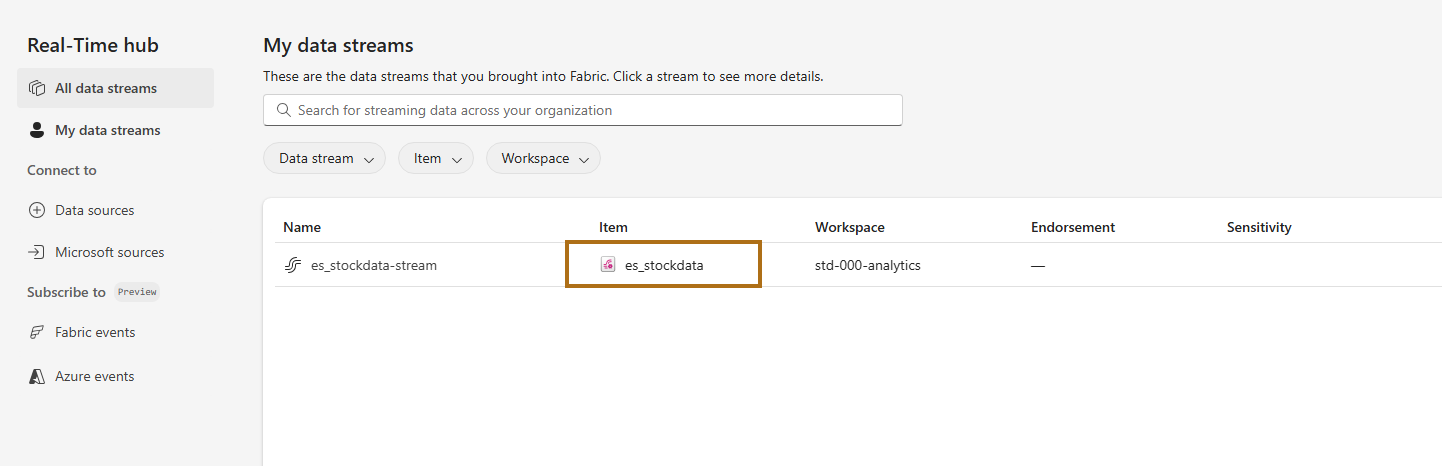 Real-Time hub
All data streams
My data streams
Connect to
Data sources
Microsoft sources
Subscribe to Preview
Fabric events
Azure events
My data streams
These are the data streams that you brought into Fabric. Click a stream to see more details.
Search for streaming data across your organization
Data stream Item Workspace
Name Item Workspace Endorsement Sensitivity
es_stockdata-stream es_stockdata std-000-analytics —